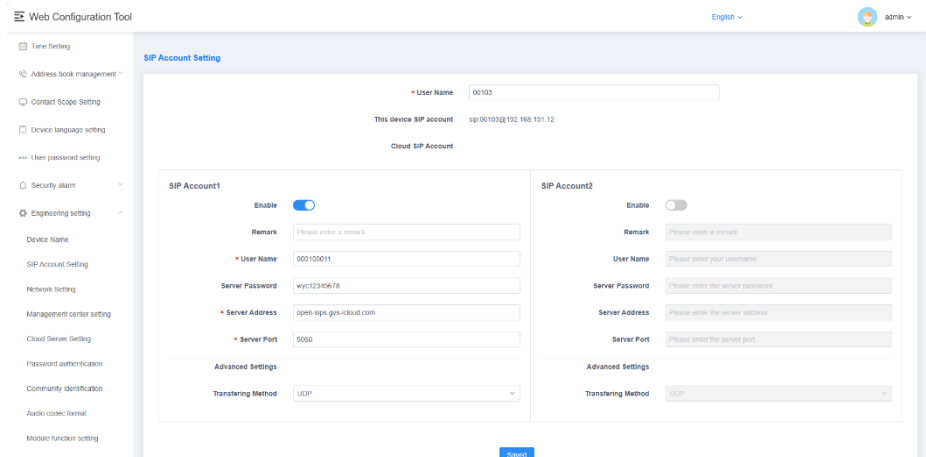 Web Configuration Tool
English
admin
Time Setting
Address book management
Contact Scope Setting
Device language setting
User password setting
Security alarm
Engineering setting
Device Name
SIP Account Setting
Network Setting
Management center setting
Cloud Server Setting
Password authentication
Community Identification
Audio codec format
Module function setting
SIP Account Setting
* User Name 00103
This device SIP account sip:00103@192.168.151.12
Cloud SIP Account
SIP Account1
Enable
Remark Please enter a remark
* User Name 000100011
Server Password wyc12345678
* Server Address open-sips.gvs-icloud.com
* Server Port 5060
Advanced Settings
Transfering Method UDP
SIP Account2
Enable
Remark Please enter a remark
User Name Please enter your username
Server Password Please enter the server password
Server Address Please enter the server address
Server Port Please enter the server port
Advanced Settings
Transfering Method UDP
Saved